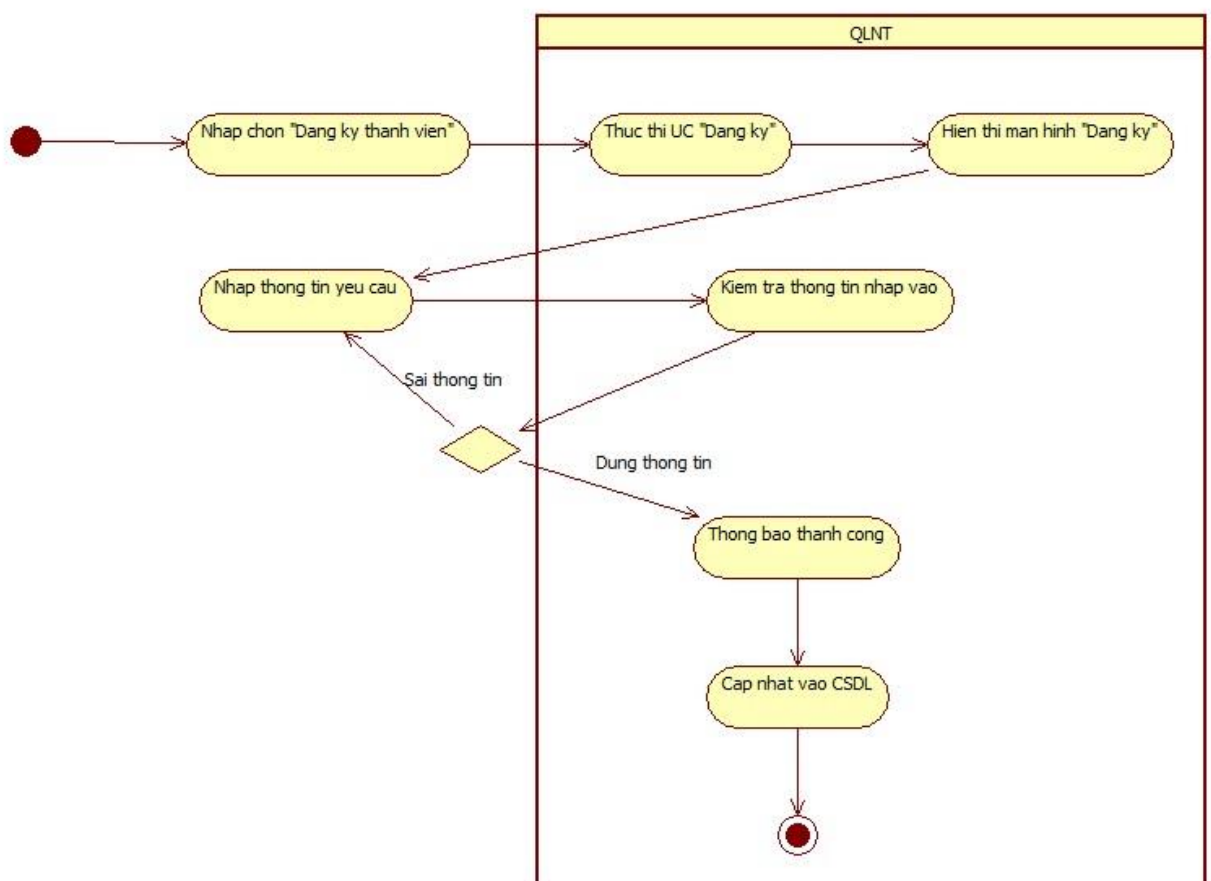 QLNT
Nhap chon "Dang ky thanh vien"
Thuc thi UC "Dang ky"
Hien thi man hinh "Dang ky"
Nhap thong tin yeu cau
Kiem tra thong tin nhap vao
Sai thong tin
Dung thong tin
Thong bao thanh cong
Cap nhat vao CSDL